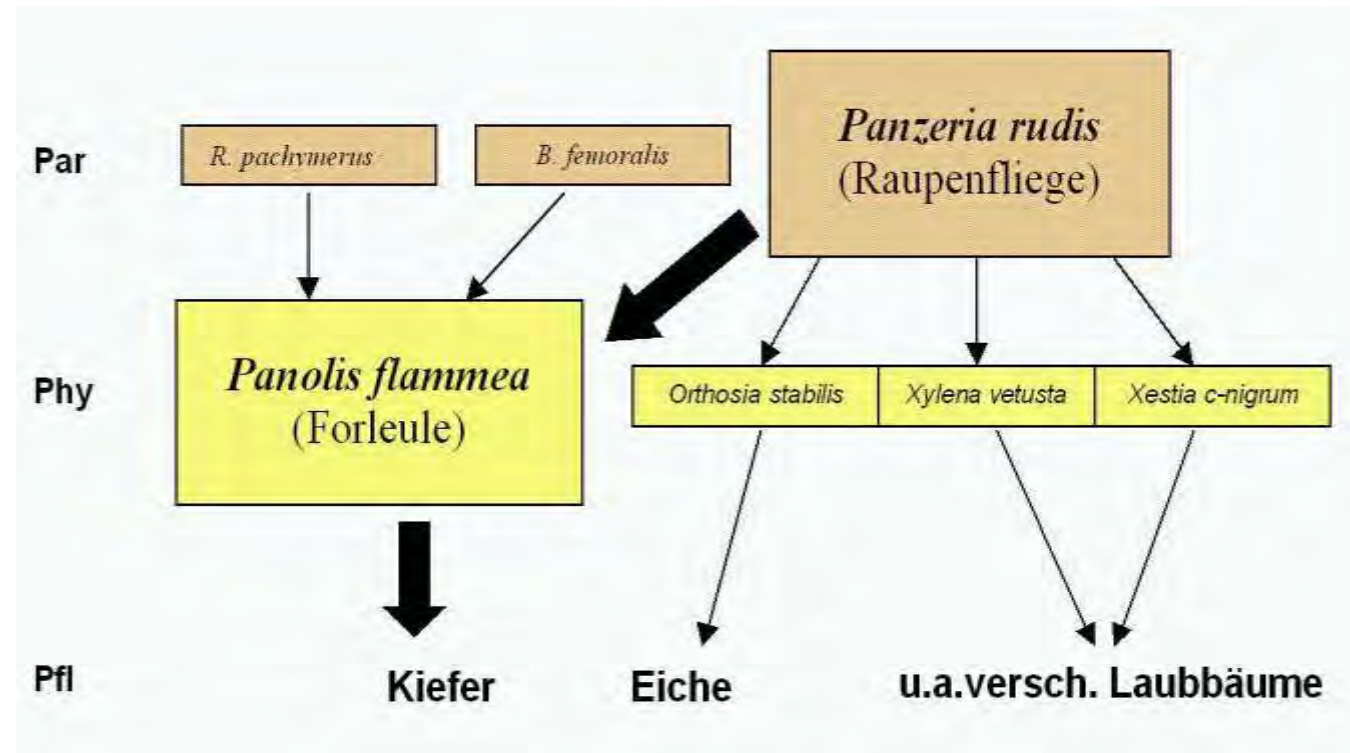 Par
R. pachymerus
B. femoralis
Panzeria rudis
(Raupenfliege)
Phy
Panolis flammea
(Forleule)
Orthosia stabilis
Xylena vetusta
Xestia c-nigrum
Pfl
Kiefer
Eiche
u.a.versch. Laubbäume